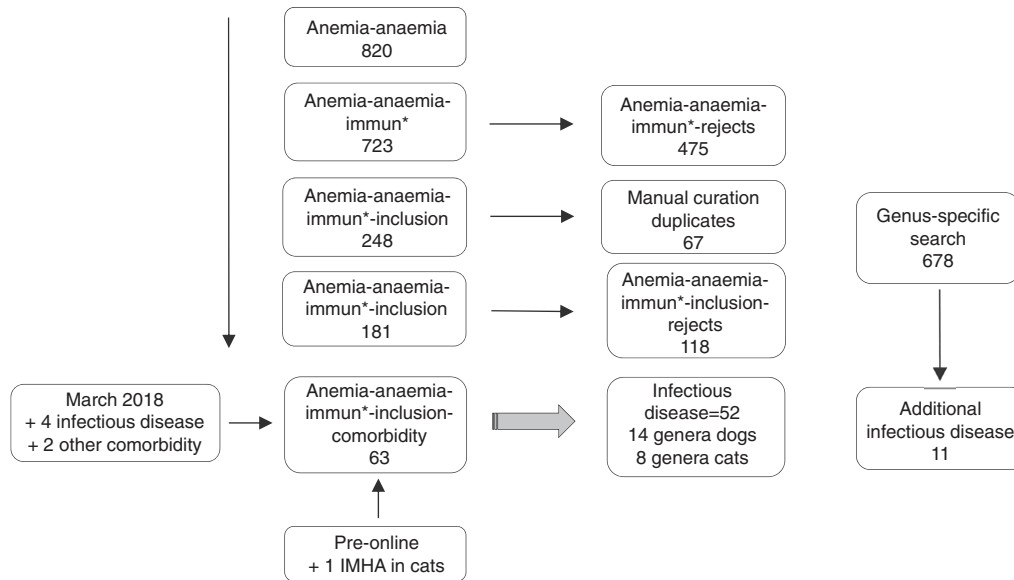 Anemia-anaemia
820
Anemia-anaemia-
immun*
723
Anemia-anaemia-
immun*-rejects
475
Anemia-anaemia-
immun*-inclusion
248
Manual curation
duplicates
67
Genus-specific
search
678
Anemia-anaemia-
immun*-inclusion
181
Anemia-anaemia-
immun*-inclusion-
rejects
118
March 2018
+ 4 infectious disease
+ 2 other comorbidity
Anemia-anaemia-
immun*-inclusion-
comorbidity
63
Infectious
disease=52
14 genera dogs
8 genera cats
Additional
infectious disease
11
Pre-online
+ 1 IMHA in cats